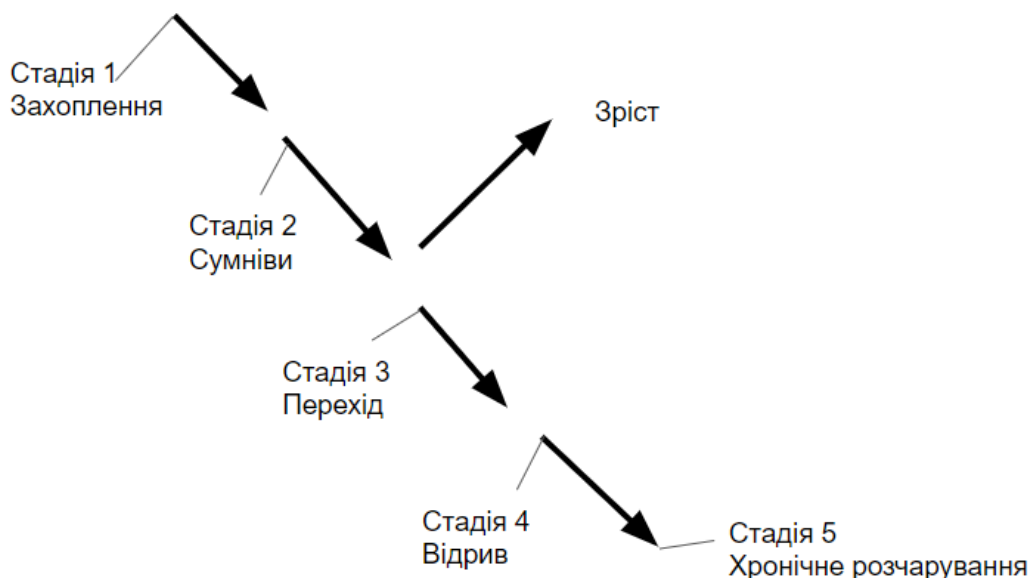 Стадія 1
Захоплення
Зріст
Стадія 2
Сумніви
Стадія 3
Перехід
Стадія 4
Відрив
Стадія 5
Хронічне розчарування